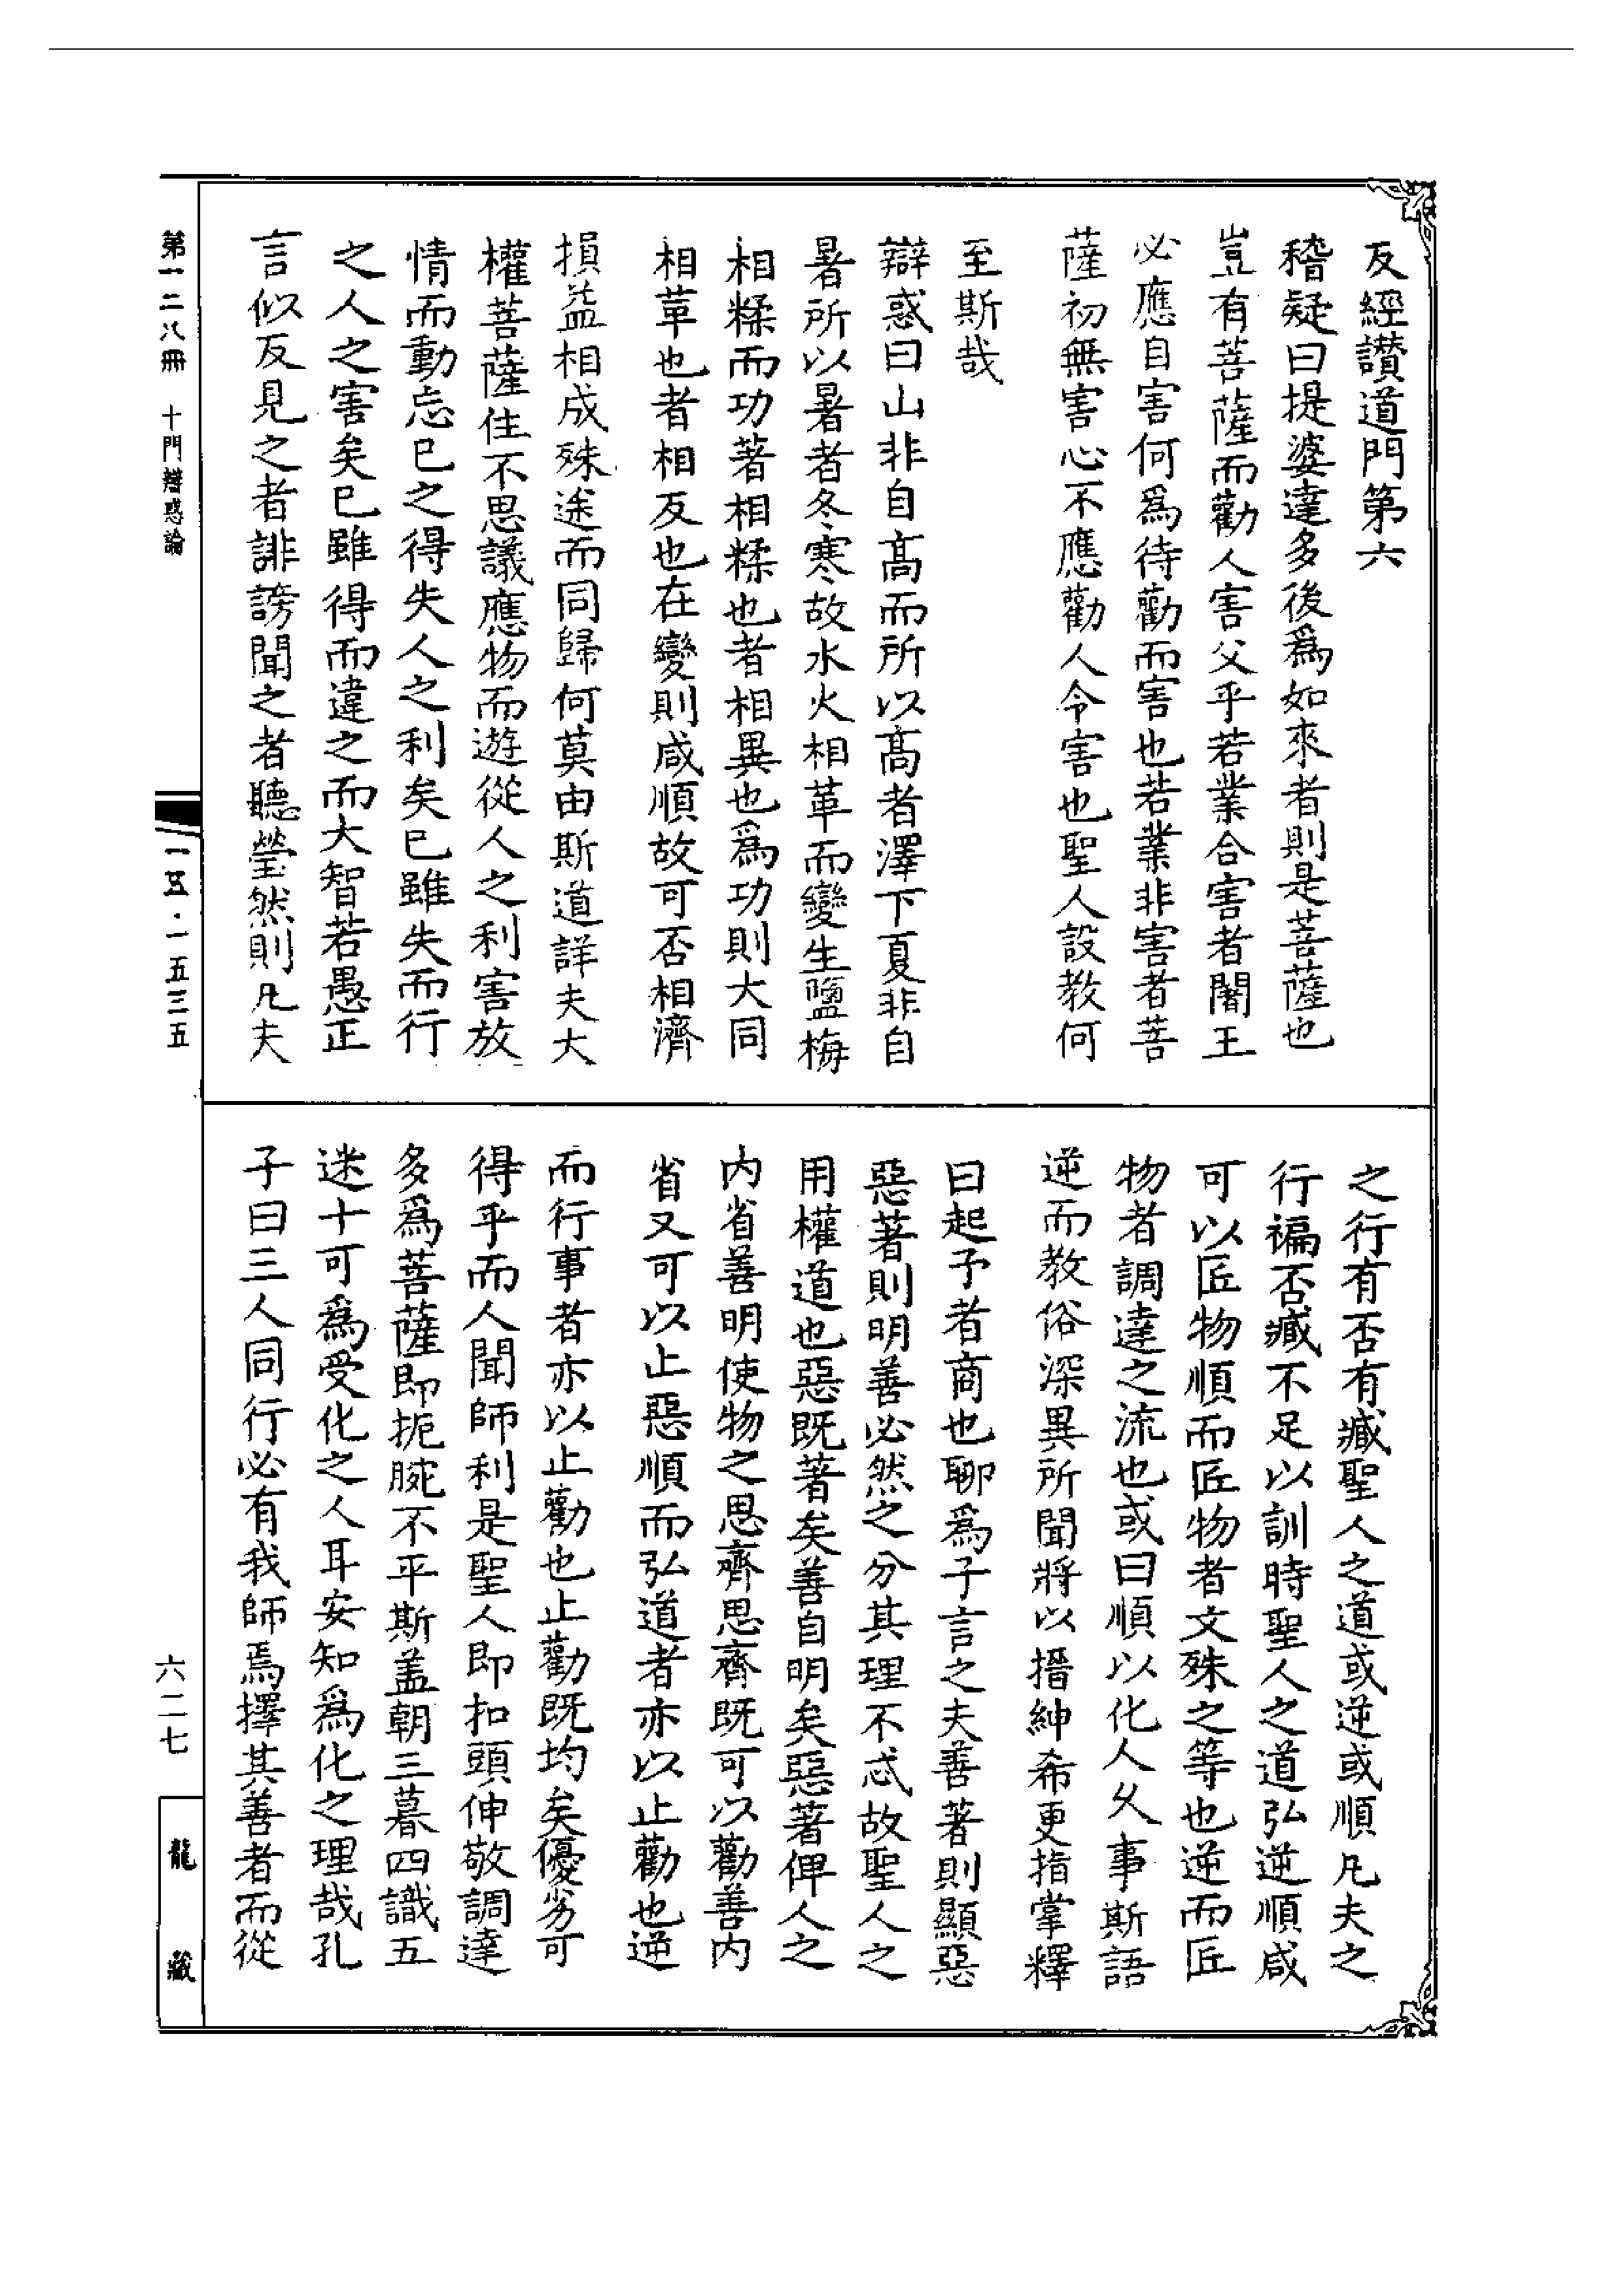 反經讚道門第六
稽疑曰提婆達多後爲如來者則是菩薩也
豈有菩薩而勸人害父乎若業合害者闍王
必應自害何爲待勸而害也若業非害者菩
薩初無害心不應勸人令害也聖人設教何
至斯哉
辯惑曰山非自髙而所以髙者澤下夏非自
暑所以暑者冬寒故水火相革而變生鹽梅
相糅而功著相糅也者相異也爲功則大同
相革也者相反也在變則咸順故可否相濟
損益相成殊途而同歸何莫由斯道詳夫大
權菩薩住不思議應物而遊從人之利害放
情而動忘已之得失人之利矣已雖失而行
之人之害矣已雖得而違之而大智若愚正
言似反見之者誹謗聞之者聽瑩然則凡夫
之行有否有臧聖人之道或逆或順凡夫之
行褊否臧不足以訓時聖人之道弘逆順咸
可以匠物順而匠物者文殊之等也逆而匠
物者調達之流也或曰順以化人久事斯語
逆而教俗深異所聞將以搢紳希更指掌釋
曰起予者商也聊爲子言之夫善著則顯惡
惡著則明善必然之分其理不忒故聖人之
用權道也惡既著矣善自明矣惡著俾人之
内省善明使物之思齊思齊既可以勸善内
省又可以止惡順而弘道者亦以止勸也逆
而行事者亦以止勸也止勸既均矣優劣可
得乎而人聞師利是聖人即扣頭伸敬調達
多爲菩薩即扼腕不平斯盖朝三暮四識五
迷十可爲受化之人耳安知爲化之理哉孔
子曰三人同行必有我師焉擇其善者而從
第一二八冊 十門辯惑論
一五·一五三五
六二七
龍藏